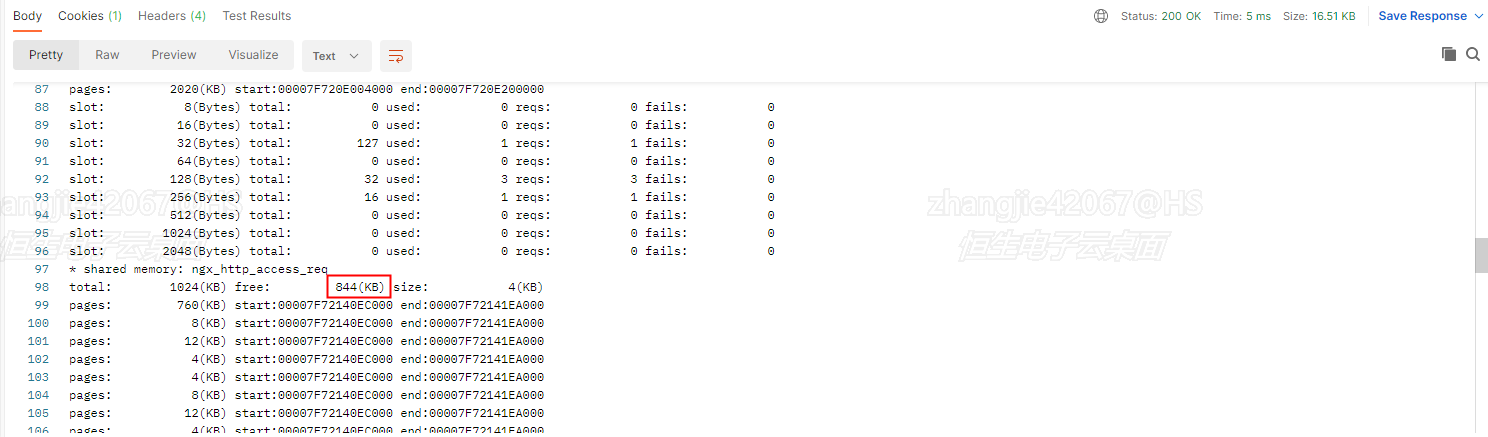 Body Cookies (1) Headers (4) Test Results Status: 200 OK Time: 5 ms Size: 16.51 KB Save Response
Pretty Raw Preview Visualize Text
87 pages: 2020(KB) start:00007F720E004000 end:00007F720E200000
88 slot: 8(Bytes) total: 0 used: 0 reqs: 0 fails: 0
89 slot: 16(Bytes) total: 0 used: 0 reqs: 0 fails: 0
90 slot: 32(Bytes) total: 127 used: 1 reqs: 1 fails: 0
91 slot: 64(Bytes) total: 0 used: 0 reqs: 0 fails: 0
92 slot: 128(Bytes) total: 32 used: 3 reqs: 3 fails: 0
93 slot: 256(Bytes) total: 16 used: 1 reqs: 1 fails: 0
94 slot: 512(Bytes) total: 0 used: 0 reqs: 0 fails: 0
95 slot: 1024(Bytes) total: 0 used: 0 reqs: 0 fails: 0
96 slot: 2048(Bytes) total: 0 used: 0 reqs: 0 fails: 0
97 * shared memory: ngx_http_access_req
98 total: 1024(KB) free: 844(KB) size: 4(KB)
99 pages: 760(KB) start:00007F72140EC000 end:00007F72141EA000
100 pages: 8(KB) start:00007F72140EC000 end:00007F72141EA000
101 pages: 12(KB) start:00007F72140EC000 end:00007F72141EA000
102 pages: 4(KB) start:00007F72140EC000 end:00007F72141EA000
103 pages: 4(KB) start:00007F72140EC000 end:00007F72141EA000
104 pages: 8(KB) start:00007F72140EC000 end:00007F72141EA000
105 pages: 12(KB) start:00007F72140EC000 end:00007F72141EA000
106 pages: 4(KB) start:00007F72140EC000 end:00007F72141EA000
angjie42067@HS
恒生电子云桌面
zhangjie42067@HS
恒生电子云桌面